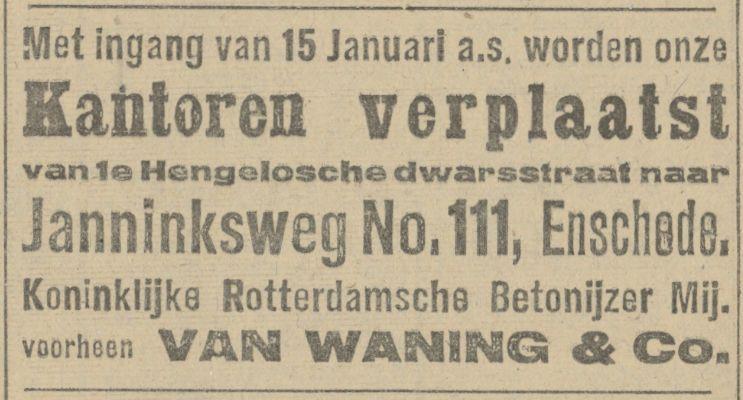 Met ingang van 15 Januari a.s. worden onze
Kantoren verplaatst
van 1e Hengelosche dwarsstraat naar
Janninksweg No. 111, Enschede.
Koninklijke Rotterdamsche Betonijzer Mij.
voorheen VAN WANING & Co.